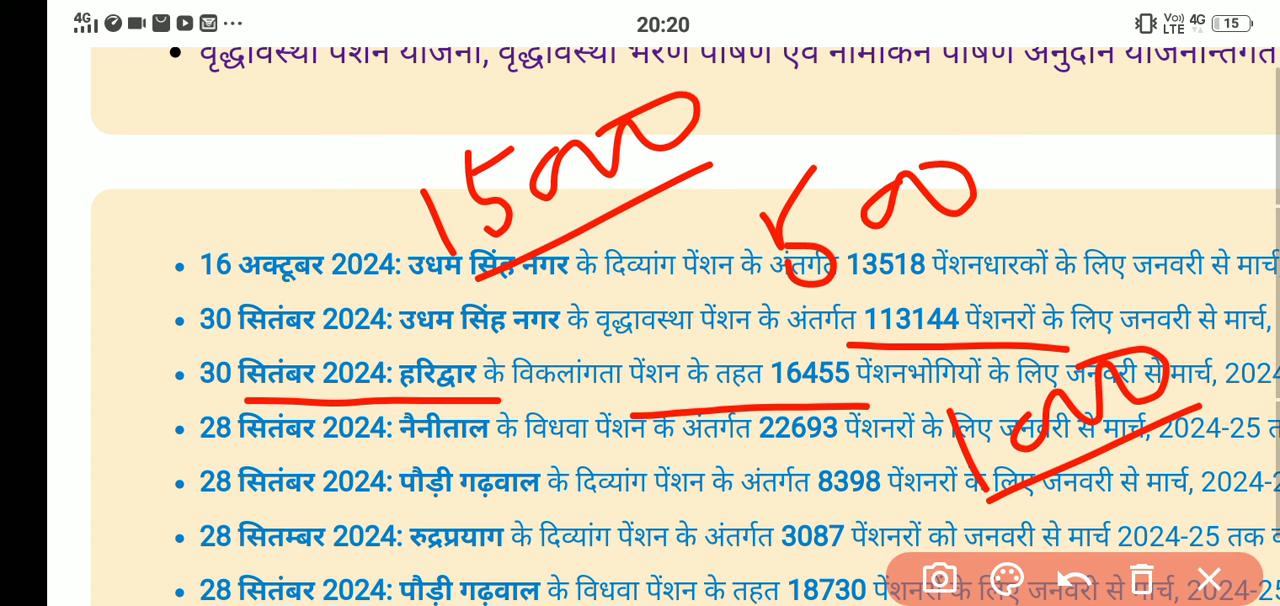 4G 20:20 Vo) LTE 4G 15
वृद्धावस्था पेंशन योजना, वृद्धावस्था भरण पोषण एवं नामांकन पोषण अनुदान योजनान्तर्गत
1500
500
16 अक्टूबर 2024: उधम सिंह नगर के दिव्यांग पेंशन के अंतर्गत 13518 पेंशनधारकों के लिए जनवरी से मार्च
30 सितंबर 2024: उधम सिंह नगर के वृद्धावस्था पेंशन के अंतर्गत 113144 पेंशनरों के लिए जनवरी से मार्च,
30 सितंबर 2024: हरिद्वार के विकलांगता पेंशन के तहत 16455 पेंशनभोगियों के लिए जनवरी से मार्च, 2024
1000
28 सितंबर 2024: नैनीताल के विधवा पेंशन के अंतर्गत 22693 पेंशनरों के लिए जनवरी से मार्च, 2024-25 त
28 सितंबर 2024: पौड़ी गढ़वाल के दिव्यांग पेंशन के अंतर्गत 8398 पेंशनरों के लिए जनवरी से मार्च, 2024-2
28 सितम्बर 2024: रुद्रप्रयाग के दिव्यांग पेंशन के अंतर्गत 3087 पेंशनरों को जनवरी से मार्च 2024-25 तक
28 सितंबर 2024: पौड़ी गढ़वाल के विधवा पेंशन के तहत 18730 पेंशनरों के लिए जनवरी से मार्च, 2024-25